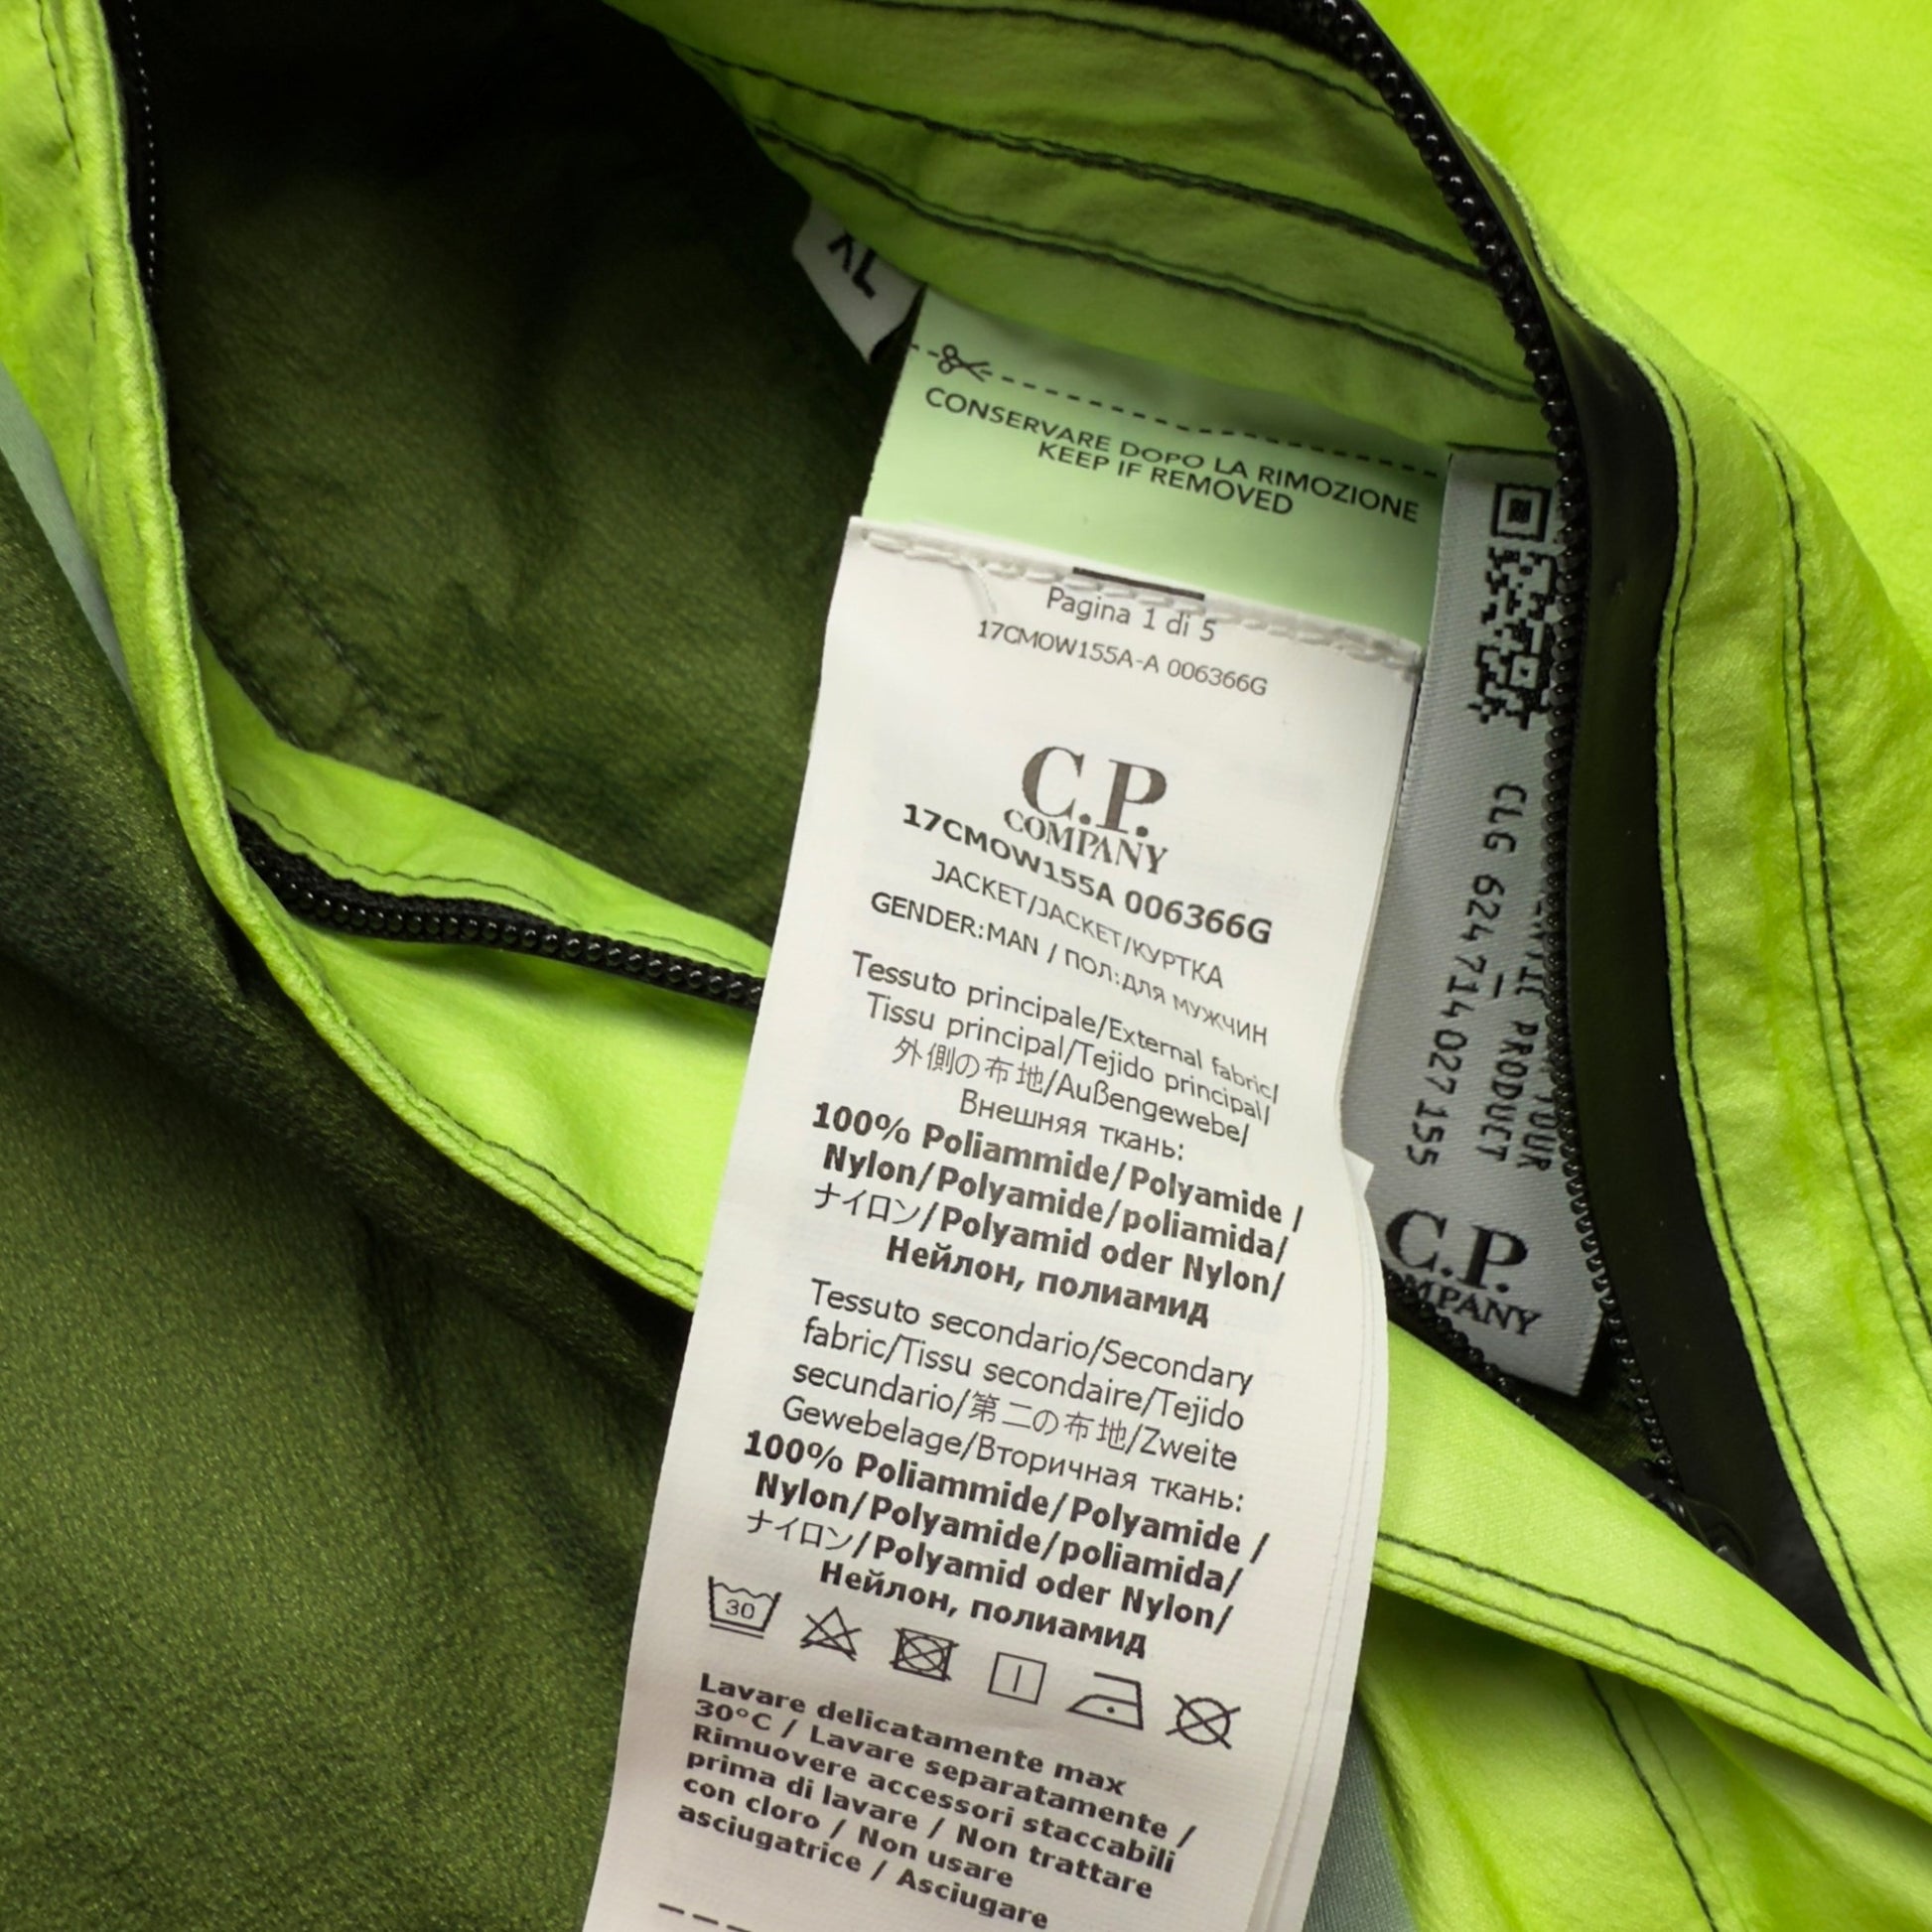 XL
CONSERVARE DOPO LA RIMOZIONE
KEEP IF REMOVED
Pagina 1 di 5
17CMOW155A-A 006366G
C.P.
COMPANY
17CMOW155A 006366G
JACKET/JACKET/КУРТКА
GENDER:MAN / ПОЛ:ДЛЯ МУЖЧИН
Tessuto principale/External fabric/
Tissu principal/Tejido principal/
外側の布地/Außengewebe/
Внешняя ткань:
100% Poliammide/Polyamide /
Nylon/Polyamide/poliamida/
ナイロン/Polyamid oder Nylon/
Нейлон, полиамид
Tessuto secondario/Secondary
fabric/Tissu secondaire/Tejido
secundario/第二の布地/Zweite
Gewebelage/Вторичная ткань:
100% Poliammide/Polyamide /
Nylon/Polyamide/poliamida/
ナイロン/Polyamid oder Nylon/
Нейлон, полиамид
30
Lavare delicatamente max
30°C / Lavare separatamente /
Rimuovere accessori staccabili
prima di lavare / Non trattare
con cloro / Non usare
asciugatrice / Asciugare
YOUR
PRODUCT
CLG 624 714 027 155
C.P.